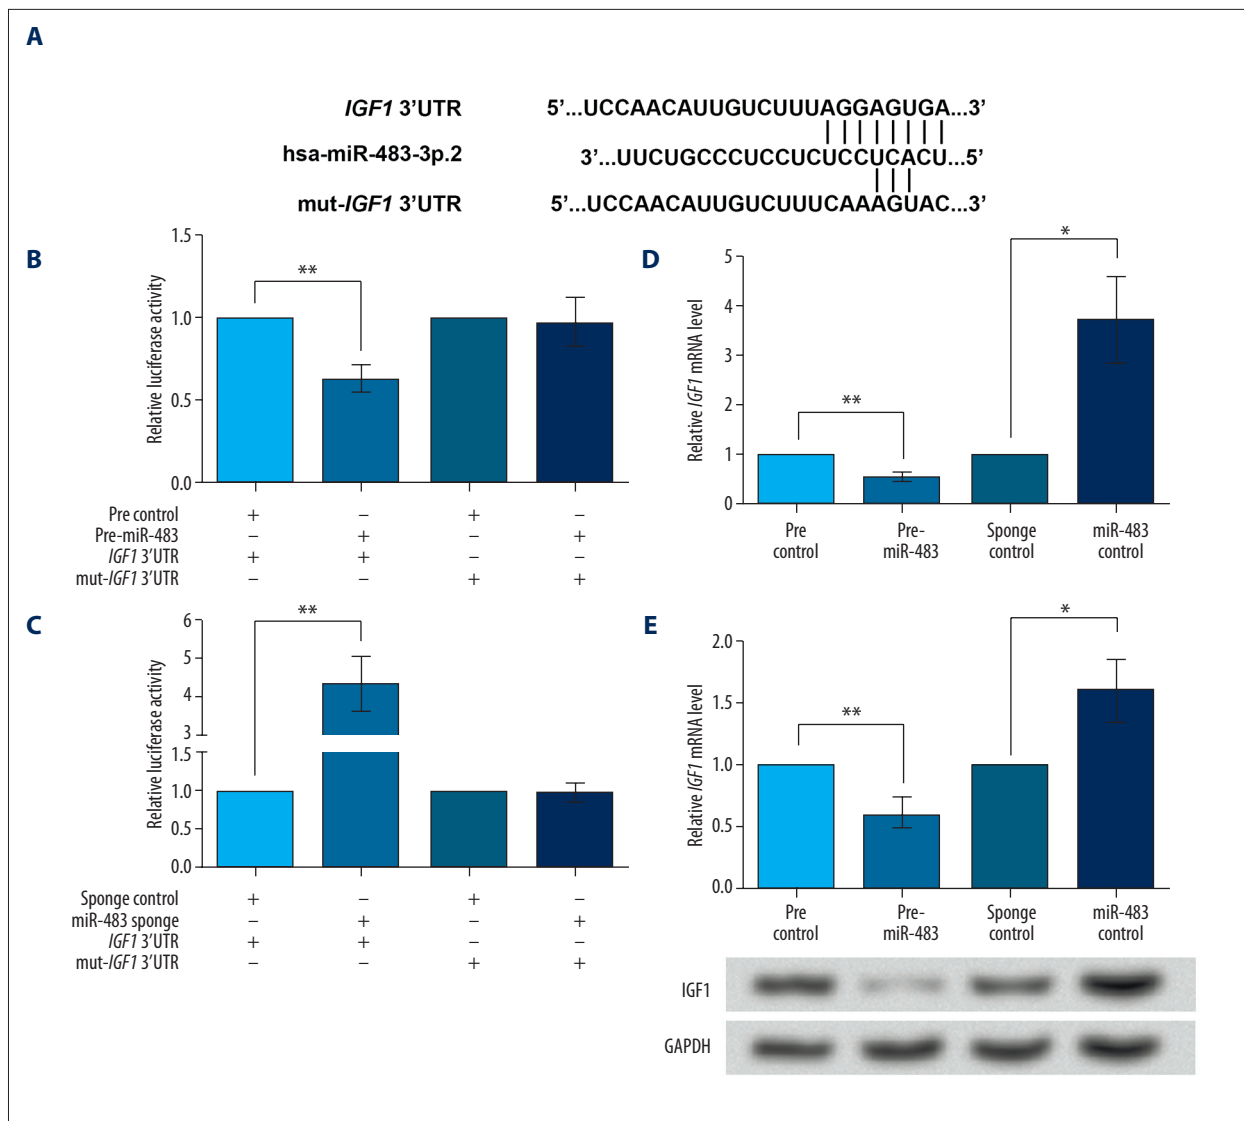 A
IGF1 3’UTR 5’...UCCAACAUUGUCUUUAGGAGUGA...3’
hsa-miR-483-3p.2 3’...UUCUGCCCUCCUCUCCUCACU...5’
mut-IGF1 3’UTR 5’...UCCAACAUUGUCUUUCAAAGUAC...3’
B
Relative luciferase activity
1.5
1.0
0.5
0.0
**
Pre control + – + –
Pre-miR-483 – + – +
IGF1 3’UTR + + – –
mut-IGF1 3’UTR – – + +
C
Relative luciferase activity
6
5
4
3
1.5
1.0
0.5
0.0
**
Sponge control + – + –
miR-483 sponge – + – +
IGF1 3’UTR + + – –
mut-IGF1 3’UTR – – + +
D
Relative IGF1 mRNA level
5
4
3
2
1
0
**
*
Pre Pre- Sponge miR-483
control miR-483 control control
E
Relative IGF1 mRNA level
2.0
1.5
1.0
0.5
0.0
**
*
Pre Pre- Sponge miR-483
control miR-483 control control
IGF1
GAPDH